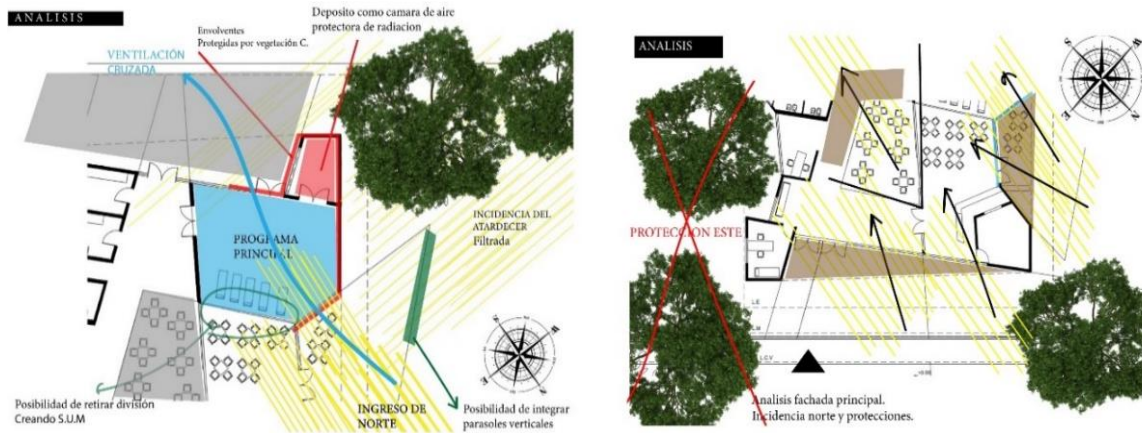 ANALISIS
Deposito como camara de aire
protectora de radiacion
Envolventes
Protegidas por vegetación C.
VENTILACIÓN
CRUZADA
INCIDENCIA DEL
ATARDECER
Filtrada
PROGRAMA
PRINCIPAL
Posibilidad de retirar división
Creando S.U.M
INGRESO DE
NORTE
Posibilidad de integrar
parasoles verticales
ANALISIS
PROTECCION ESTE
Analisis fachada principal.
Incidencia norte y protecciones.